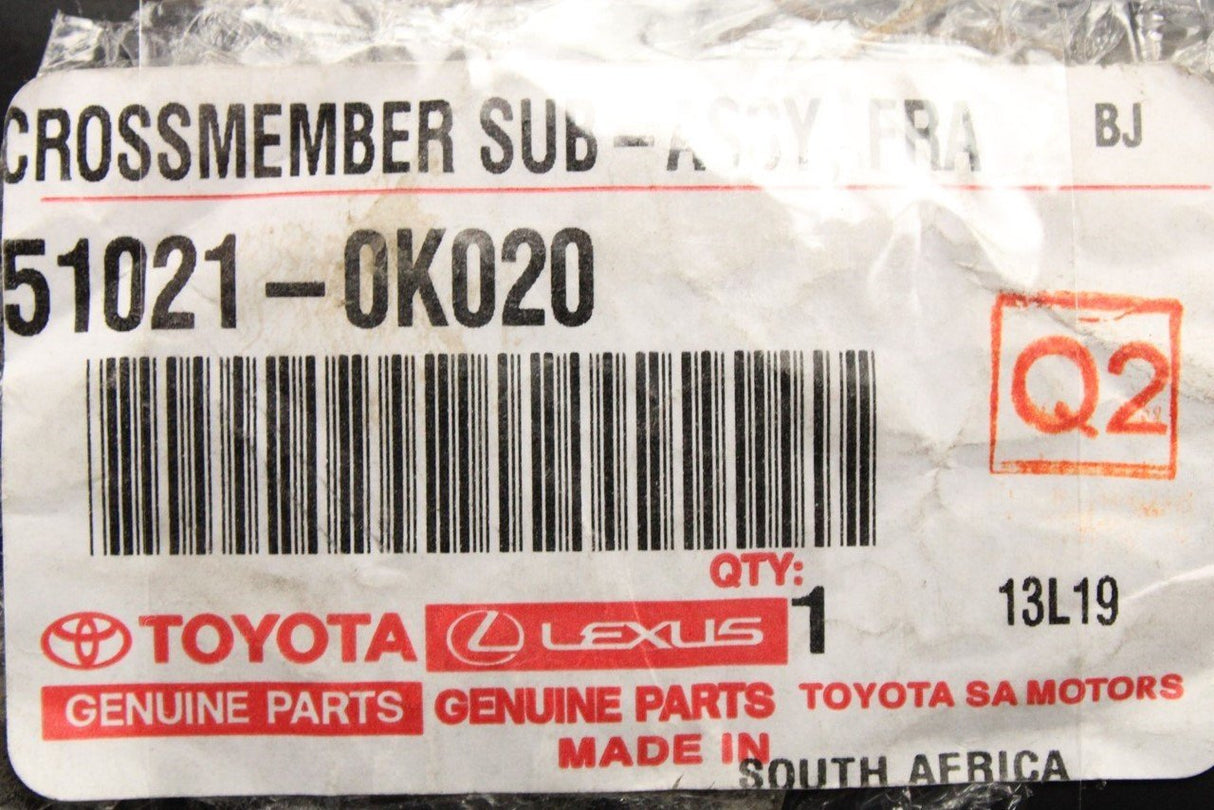 CROSSMEMBER SUB-ASSY, FRA BJ
51021-0K020
Q2
QTY:
1
13L19
TOYOTA LEXUS
GENUINE PARTS GENUINE PARTS TOYOTA SA MOTORS
MADE IN SOUTH AFRICA